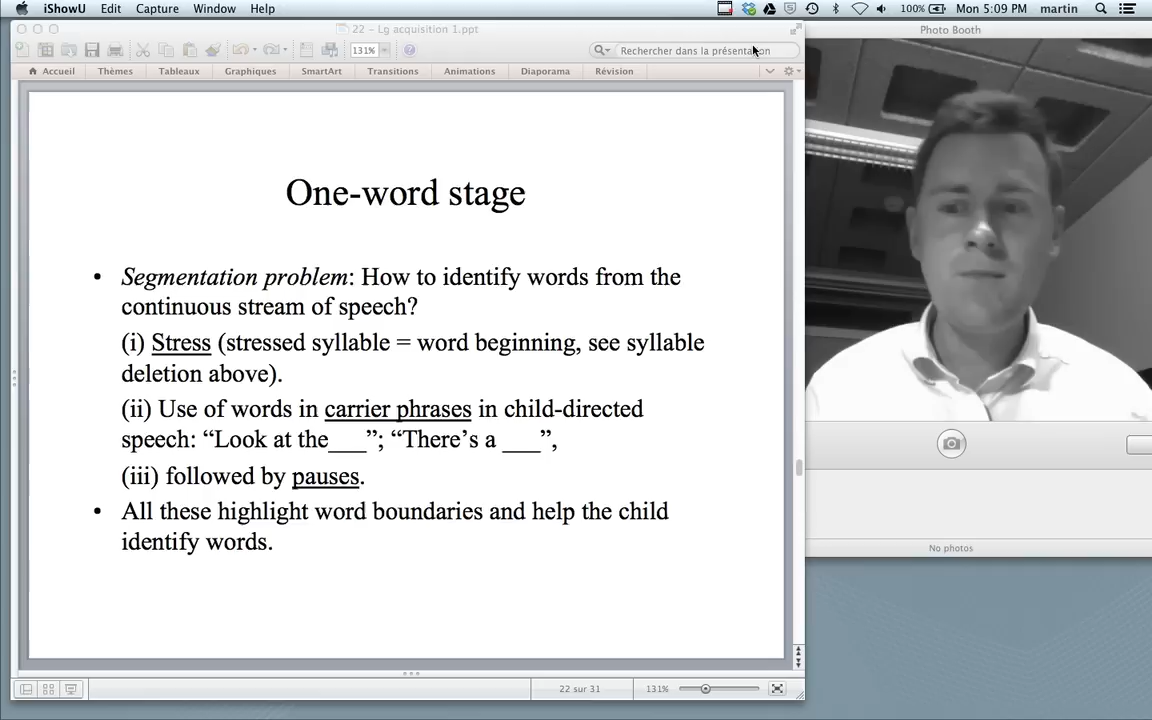 iShowU Edit Capture Window Help 100% Mon 5:09 PM martin
22 – Lg acquisition 1.ppt
Photo Booth
131% Rechercher dans la présentation
Accueil Thèmes Tableaux Graphiques SmartArt Transitions Animations Diaporama Révision
One-word stage
• Segmentation problem: How to identify words from the
continuous stream of speech?
(i) Stress (stressed syllable = word beginning, see syllable
deletion above).
(ii) Use of words in carrier phrases in child-directed
speech: “Look at the___”; “There’s a ___”,
(iii) followed by pauses.
• All these highlight word boundaries and help the child
identify words.
No photos
22 sur 31 131%